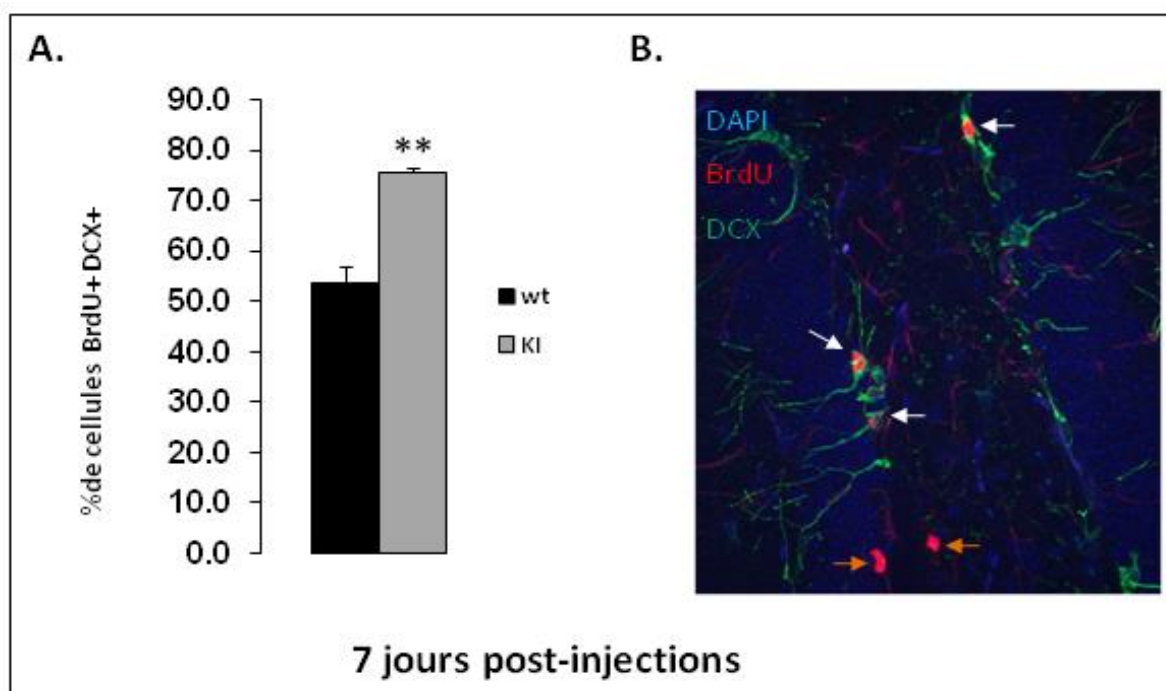 A.
90.0
80.0
70.0
60.0
50.0
40.0
30.0
20.0
10.0
0.0
%de cellules BrdU+DCX+
**
wt
KI
B.
DAPI
BrdU
DCX
7 jours post-injections